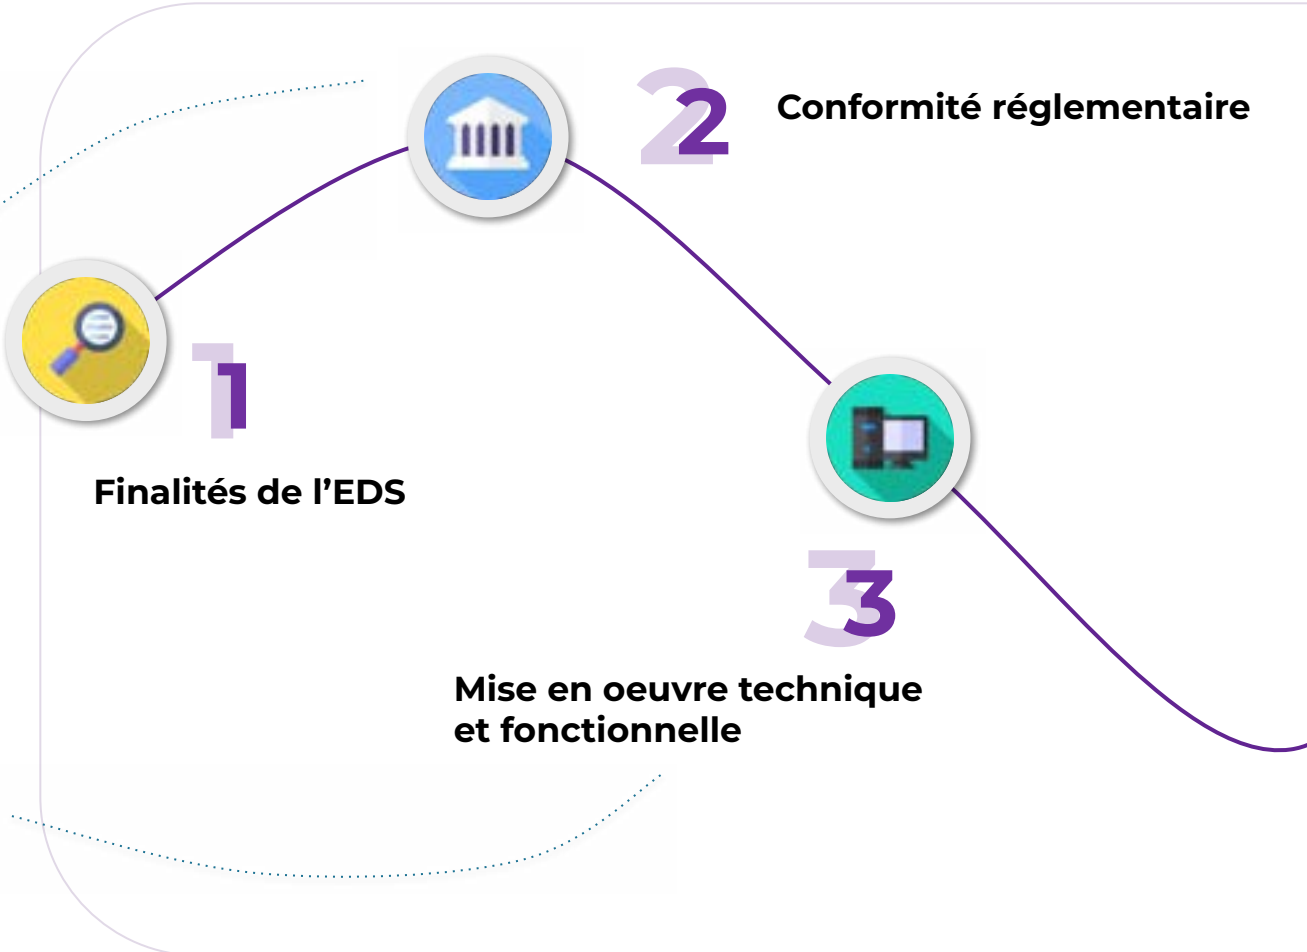 1
Finalités de l’EDS
2
Conformité réglementaire
3
Mise en oeuvre technique
et fonctionnelle